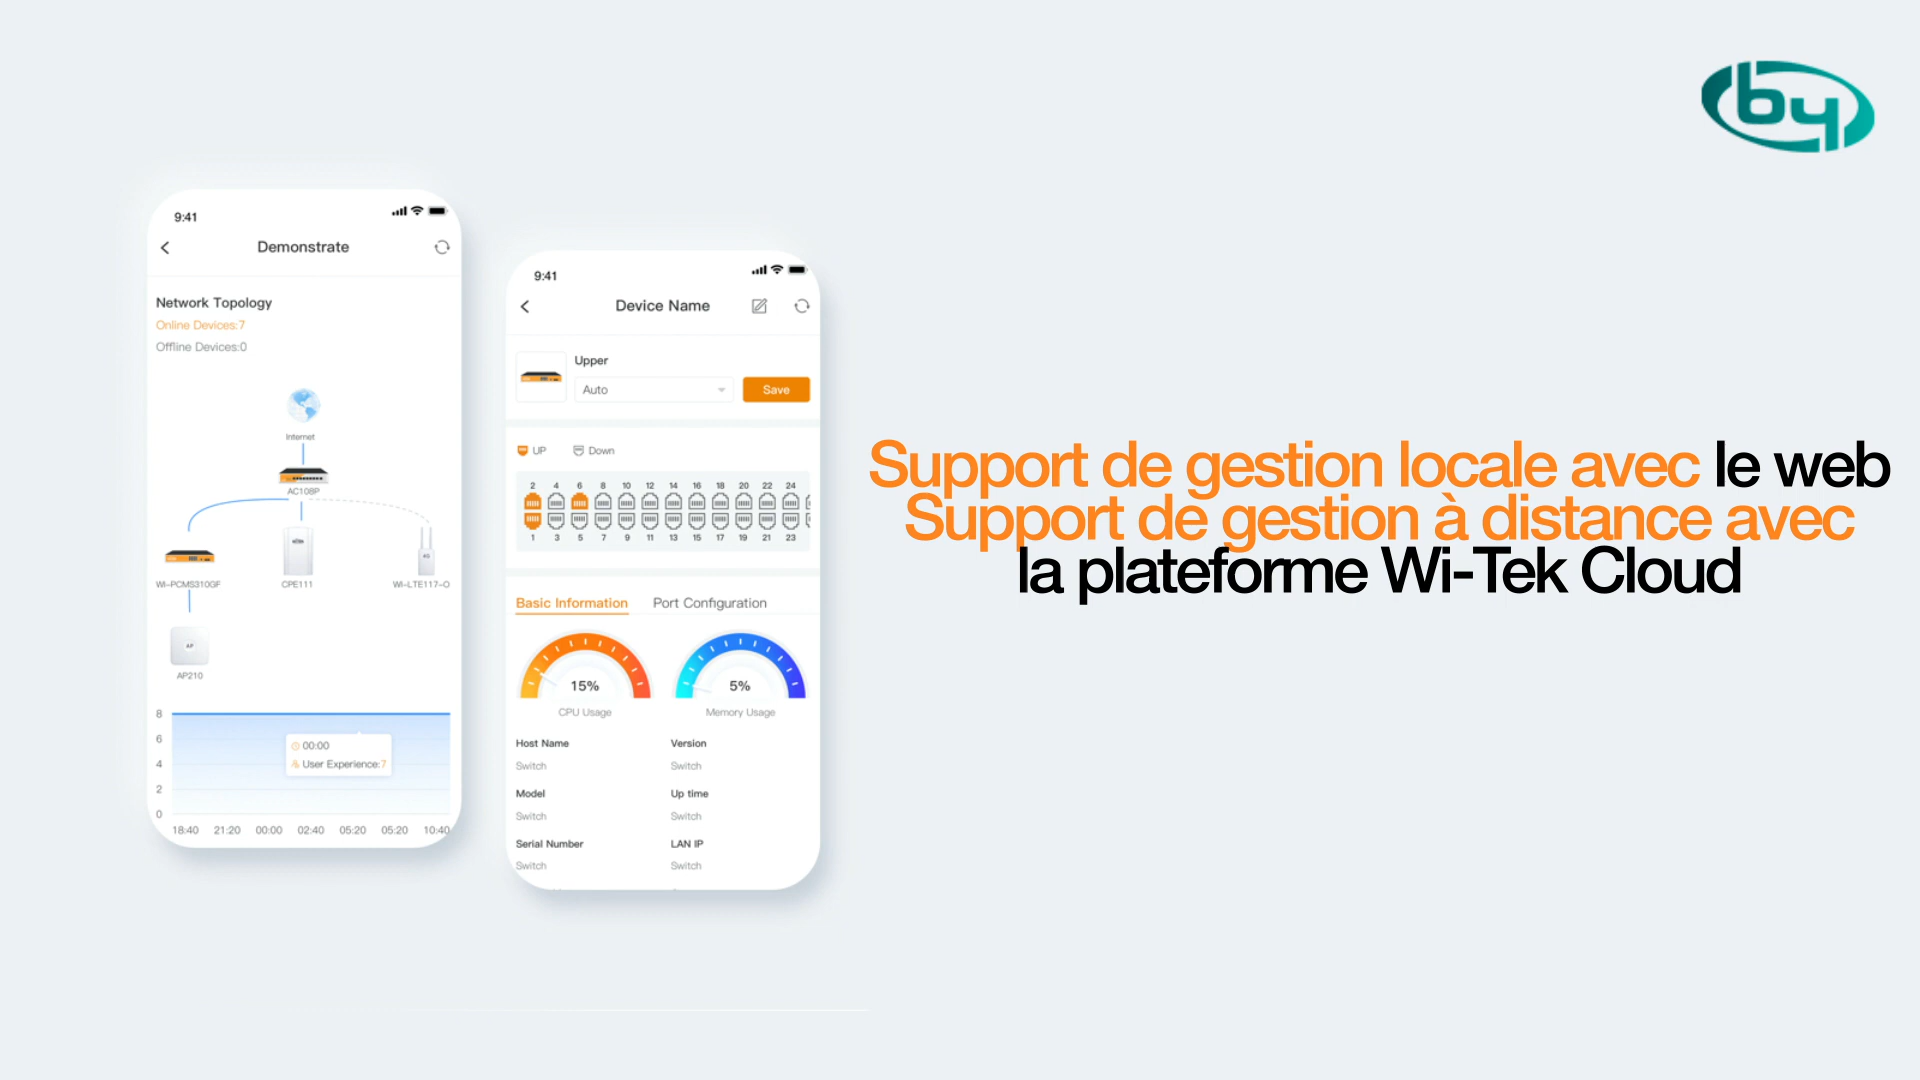 by
9:41
Demonstrate
Network Topology
Online Devices:7
Offline Devices:0
Internet
AC108P
WI-PCMS310GF
CPE111
4G
WI-LTE117-O
AP
AP210
8
6
4
2
0
00:00
User Experience:7
18:40 21:20 00:00 02:40 05:20 05:20 10:40
9:41
Device Name
Upper
Auto
Save
UP Down
2 4 6 8 10 12 14 16 18 20 22 24
1 3 5 7 9 11 13 15 17 19 21 23
Basic Information Port Configuration
15% 5%
CPU Usage Memory Usage
Host Name Version
Switch Switch
Model Up time
Switch Switch
Serial Number LAN IP
Switch Switch
Support de gestion locale avec le web
Support de gestion à distance avec
la plateforme Wi-Tek Cloud